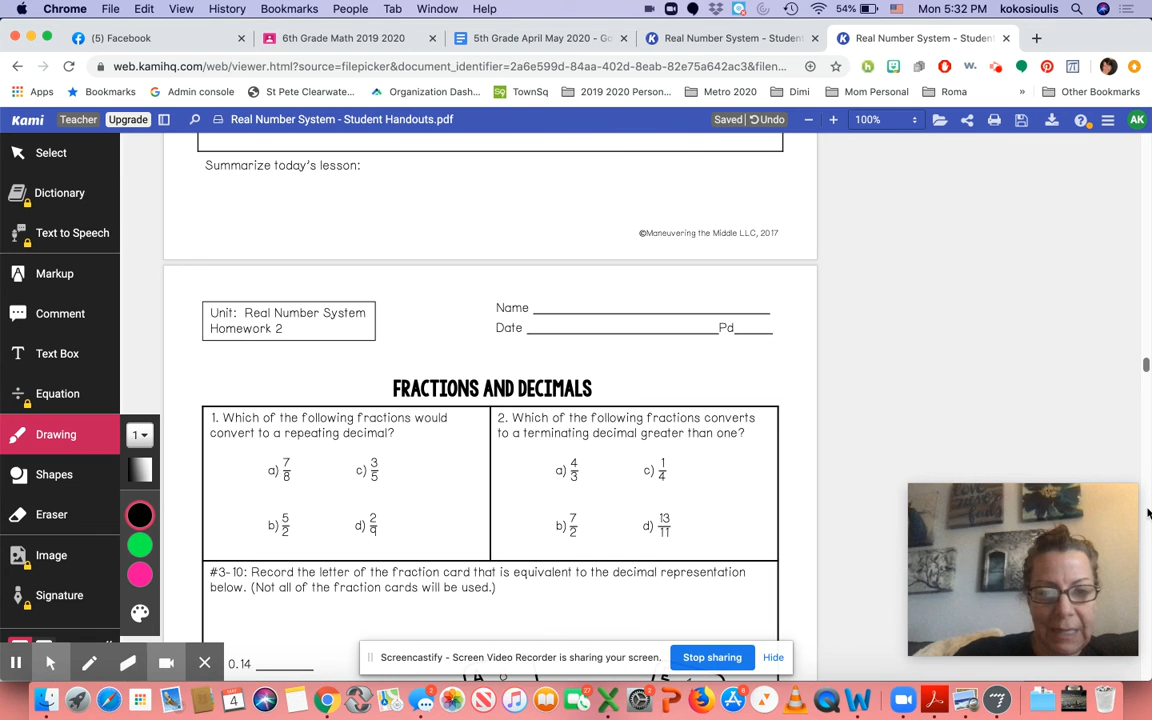 Chrome File Edit View History Bookmarks People Tab Window Help 54% Mon 5:32 PM kokosioulis
(5) Facebook 6th Grade Math 2019 2020 5th Grade April May 2020 - Go Real Number System - Student Real Number System - Student
web.kamihq.com/web/viewer.html?source=filepicker&document_identifier=2a6e599d-84aa-402d-8eab-82e75a642ac3&filen...
Apps Bookmarks Admin console St Pete Clearwate... Organization Dash... TownSq 2019 2020 Person... Metro 2020 Dimi Mom Personal Roma » Other Bookmarks
Kami Teacher Upgrade Real Number System - Student Handouts.pdf Saved Undo 100% AK
Select
Dictionary
Text to Speech
Markup
Comment
Text Box
Equation
Drawing
1
Shapes
Eraser
Image
Signature
Summarize today's lesson:
©Maneuvering the Middle LLC, 2017
Unit: Real Number System
Homework 2
Name
Date Pd
FRACTIONS AND DECIMALS
1. Which of the following fractions would
convert to a repeating decimal?
a) 7/8 c) 3/5
b) 5/2 d) 2/9
2. Which of the following fractions converts
to a terminating decimal greater than one?
a) 4/3 c) 1/4
b) 7/2 d) 13/11
#3-10: Record the letter of the fraction card that is equivalent to the decimal representation
below. (Not all of the fraction cards will be used.)
0.14
Screencastify - Screen Video Recorder is sharing your screen. Stop sharing Hide